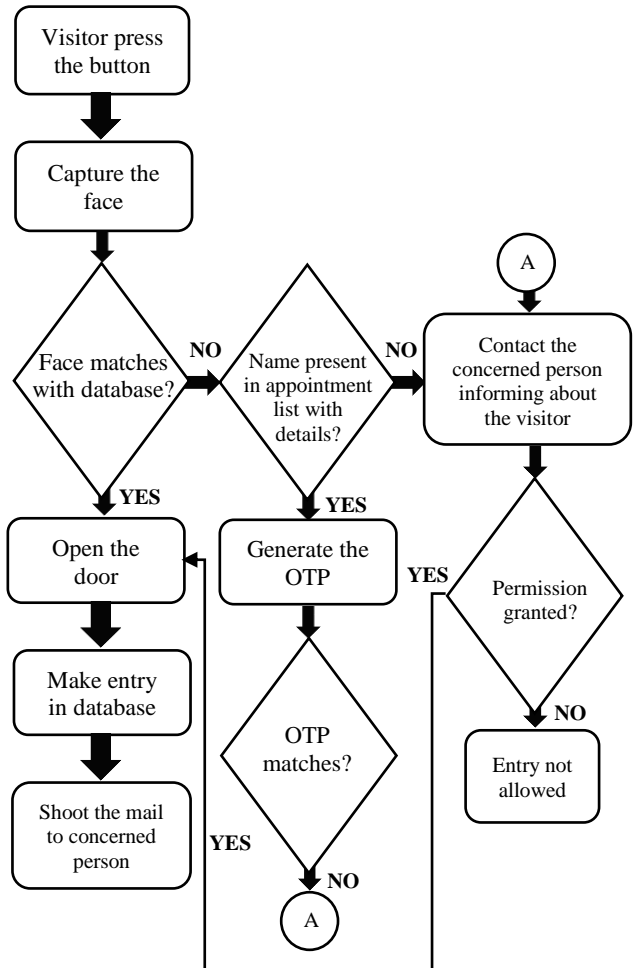 Visitor press
the button
Capture the
face
A
Face matches
with database?
NO
Name present
in appointment
list with
details?
NO
Contact the
concerned person
informing about
the visitor
YES
YES
Open the
door
Generate the
OTP
YES
Permission
granted?
Make entry
in database
OTP
matches?
NO
Entry not
allowed
Shoot the mail
to concerned
person
YES
NO
A